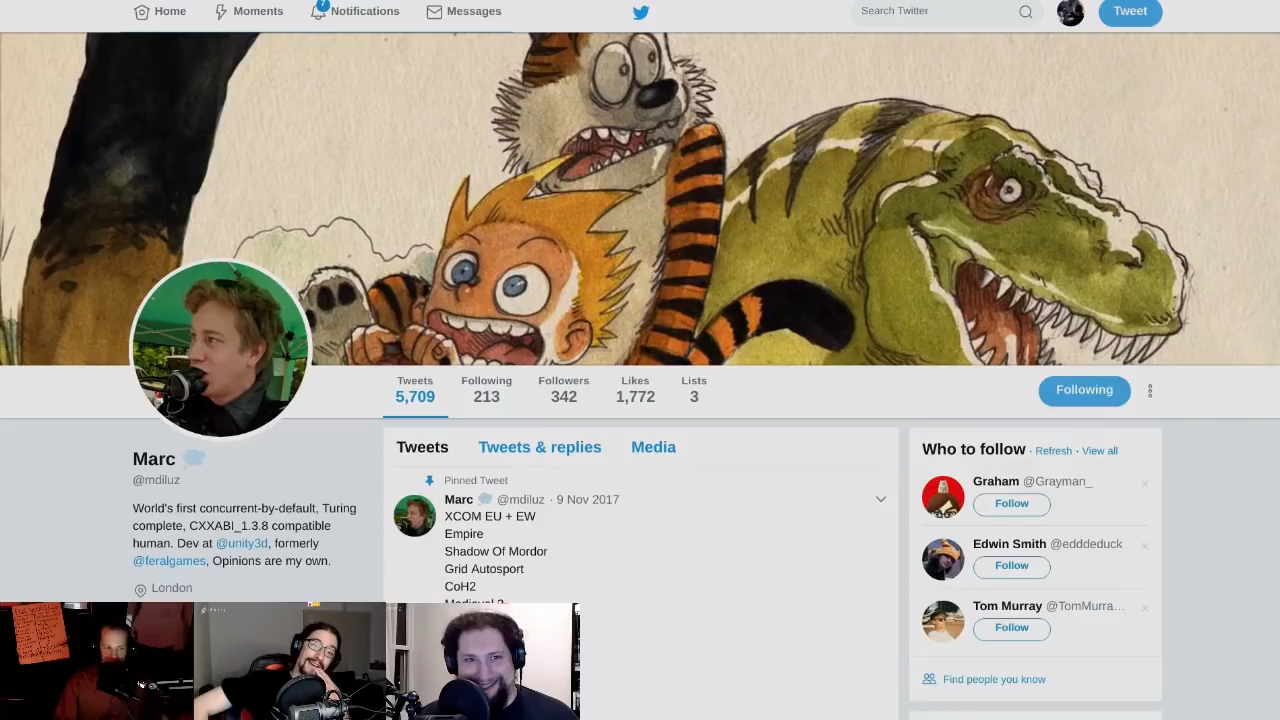 Home
Moments
7
Notifications
Messages
Search Twitter
Tweet
Tweets
5,709
Following
213
Followers
342
Likes
1,772
Lists
3
Following
Marc
@mdiluz
World's first concurrent-by-default, Turing
complete, CXXABI_1.3.8 compatible
human. Dev at @unity3d, formerly
@feralgames, Opinions are my own.
London
Tweets
Tweets & replies
Media
Pinned Tweet
Marc @mdiluz · 9 Nov 2017
XCOM EU + EW
Empire
Shadow Of Mordor
Grid Autosport
CoH2
Medieval 2
Who to follow · Refresh · View all
Graham @Grayman_
Follow
Edwin Smith @edddeduck
Follow
Tom Murray @TomMurra…
Follow
Find people you know